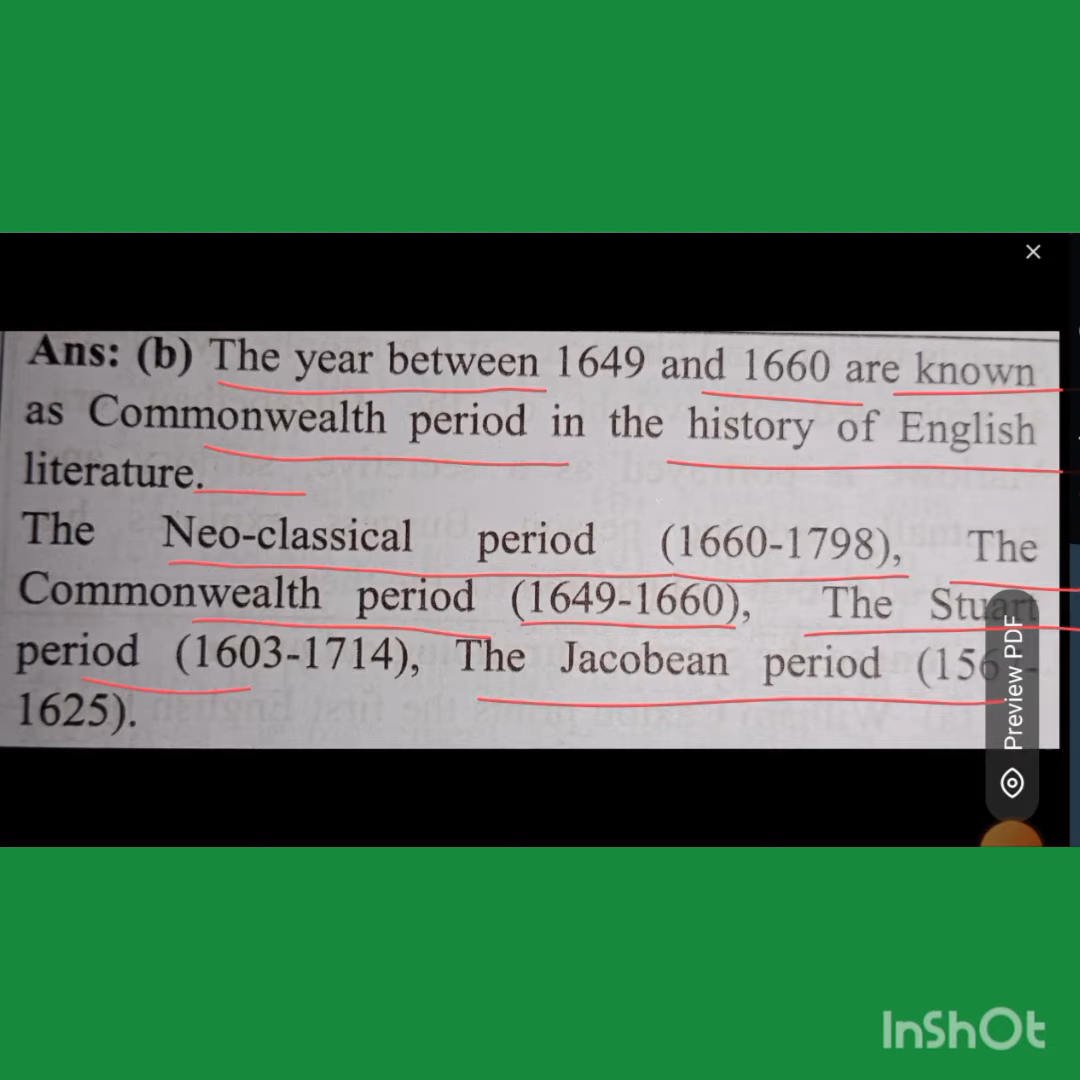 Ans: (b) The year between 1649 and 1660 are known
as Commonwealth period in the history of English
literature.
The Neo-classical period (1660-1798), The
Commonwealth period (1649-1660), The Stuart
period (1603-1714), The Jacobean period
1625).
Preview PDF
InShOt